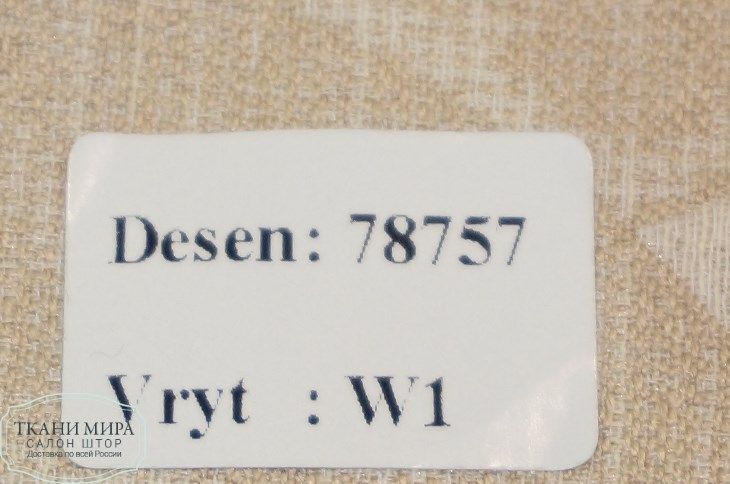 Desen: 78757
Vryt : W1
ТКАНИ МИРА
САЛОН ШТОР
Доставка по всей России